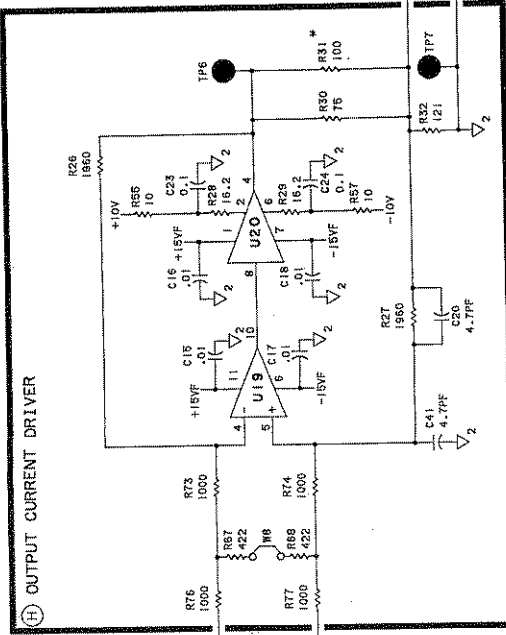 (H) OUTPUT CURRENT DRIVER
R76
1000
R77
1000
R67
422
W8
R68
422
R73
1000
R74
1000
4
-
5
+
U19
+15VF
11
C15
.01
2
10
6
C17
.01
2
-15VF
C41
4.7PF
2
R27
1960
C20
4.7PF
8
U20
+15VF
1
C16
.01
2
7
C18
.01
2
-15VF
+10V
R56
10
C23
0.1
2
R28
16.2
2
4
6
R29
16.2
C24
0.1
2
R57
10
-10V
R26
1960
TP6
R30
75
R31
100
*
R32
121
2
TP7